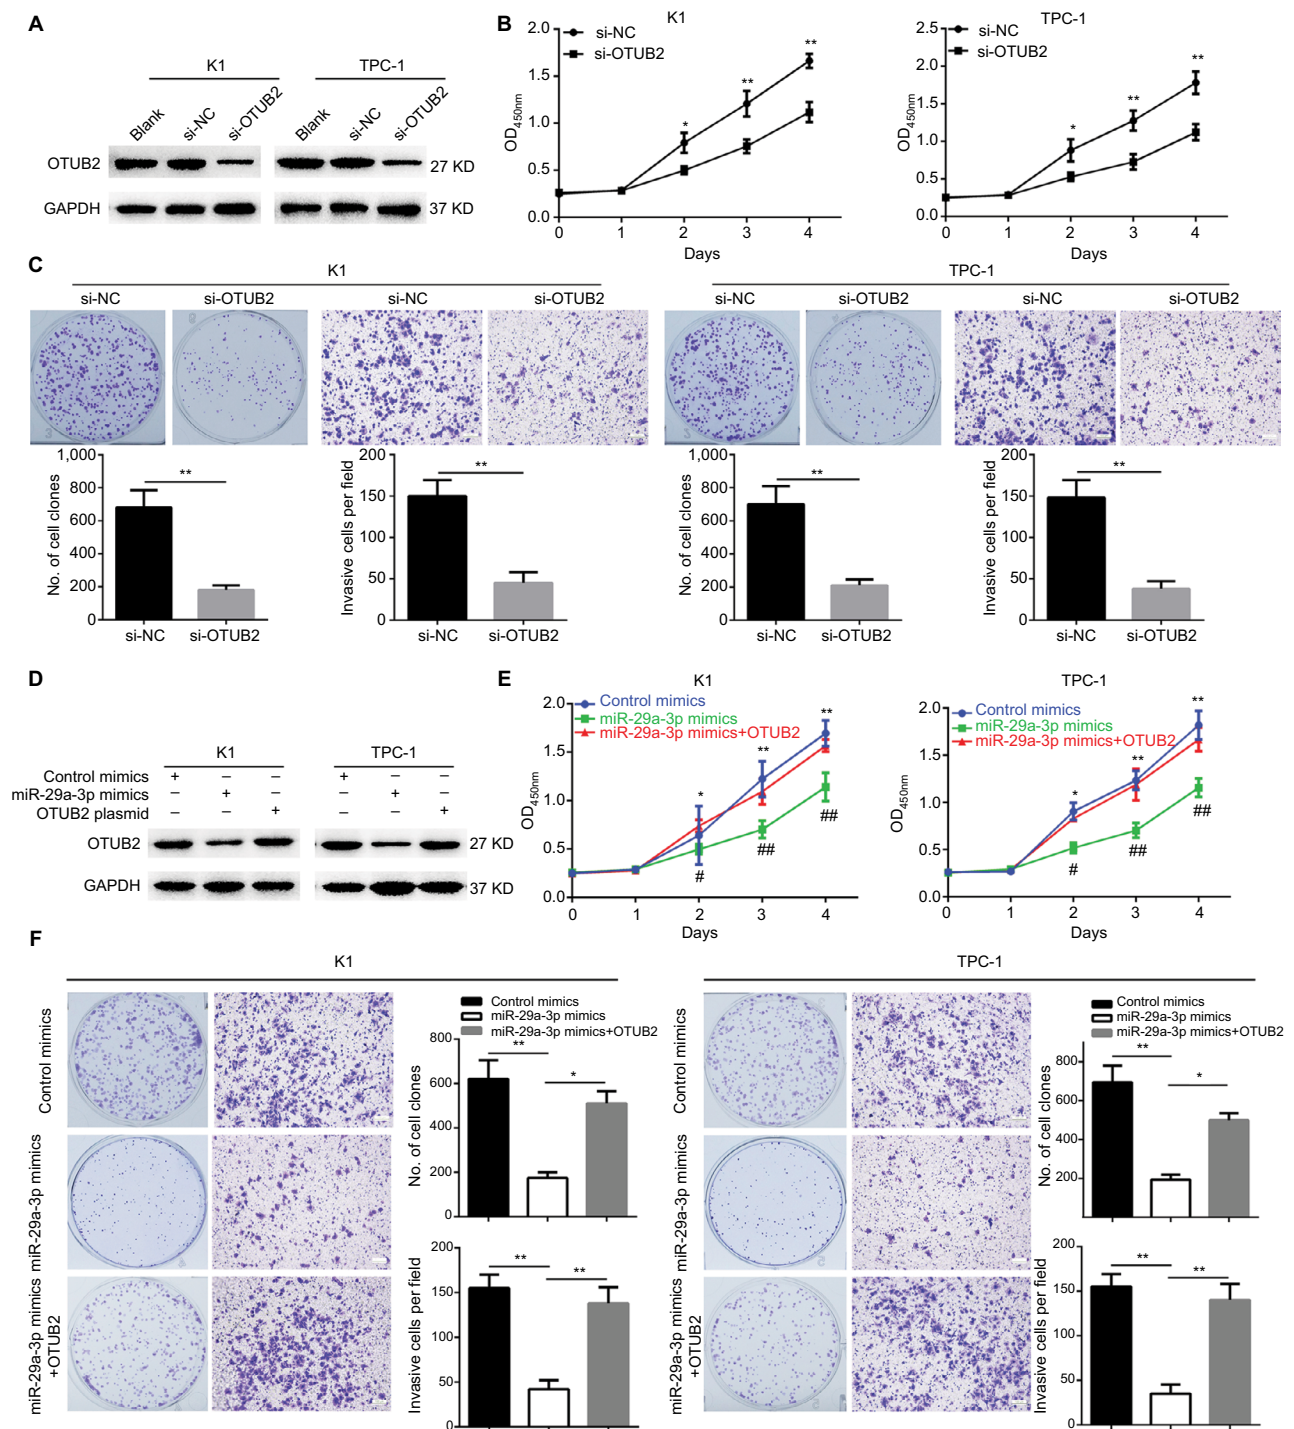 A
K1
TPC-1
Blank
si-NC
si-OTUB2
Blank
si-NC
si-OTUB2
OTUB2
27 KD
GAPDH
37 KD
B
K1
si-NC
si-OTUB2
OD450nm
2.0
1.5
1.0
0.5
0.0
*
**
**
0 1 2 3 4
Days
TPC-1
si-NC
si-OTUB2
OD450nm
2.5
2.0
1.5
1.0
0.5
0.0
*
**
**
0 1 2 3 4
Days
C
K1
TPC-1
si-NC si-OTUB2 si-NC si-OTUB2
si-NC si-OTUB2 si-NC si-OTUB2
No. of cell clones
1,000
800
600
400
200
0
**
si-NC si-OTUB2
Invasive cells per field
200
150
100
50
0
**
si-NC si-OTUB2
No. of cell clones
1,000
800
600
400
200
0
**
si-NC si-OTUB2
Invasive cells per field
200
150
100
50
0
**
si-NC si-OTUB2
D
K1
TPC-1
Control mimics + – – + – –
miR-29a-3p mimics – + – – + –
OTUB2 plasmid – – + – – +
OTUB2
27 KD
GAPDH
37 KD
E
K1
Control mimics
miR-29a-3p mimics
miR-29a-3p mimics+OTUB2
OD450nm
2.0
1.5
1.0
0.5
0.0
*
**
**
#
##
##
0 1 2 3 4
Days
TPC-1
Control mimics
miR-29a-3p mimics
miR-29a-3p mimics+OTUB2
OD450nm
2.0
1.5
1.0
0.5
0.0
*
**
**
#
##
##
0 1 2 3 4
Days
F
K1
Control mimics
miR-29a-3p mimics
miR-29a-3p mimics
+OTUB2
Control mimics
miR-29a-3p mimics
miR-29a-3p mimics+OTUB2
No. of cell clones
800
600
400
200
0
**
*
Invasive cells per field
200
150
100
50
0
**
**
TPC-1
Control mimics
miR-29a-3p mimics
miR-29a-3p mimics
+OTUB2
Control mimics
miR-29a-3p mimics
miR-29a-3p mimics+OTUB2
No. of cell clones
800
600
400
200
**
*
Invasive cells per field
200
150
100
50
0
**
**